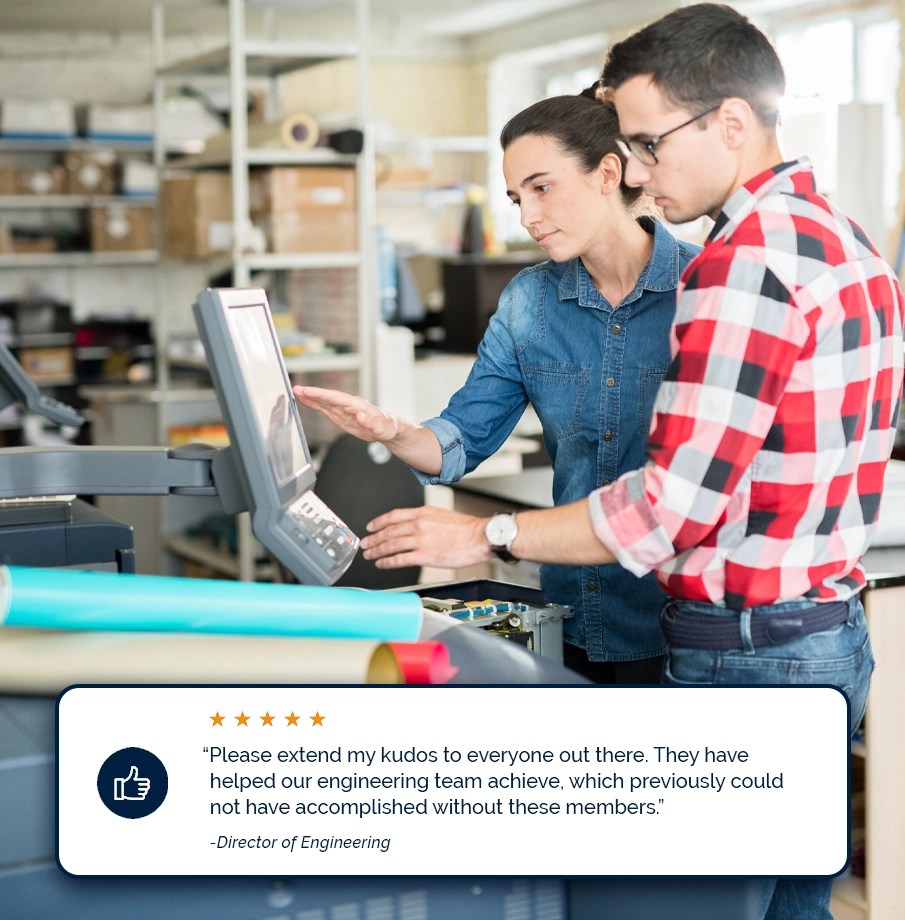 “Please extend my kudos to everyone out there. They have
helped our engineering team achieve, which previously could
not have accomplished without these members.”
-Director of Engineering